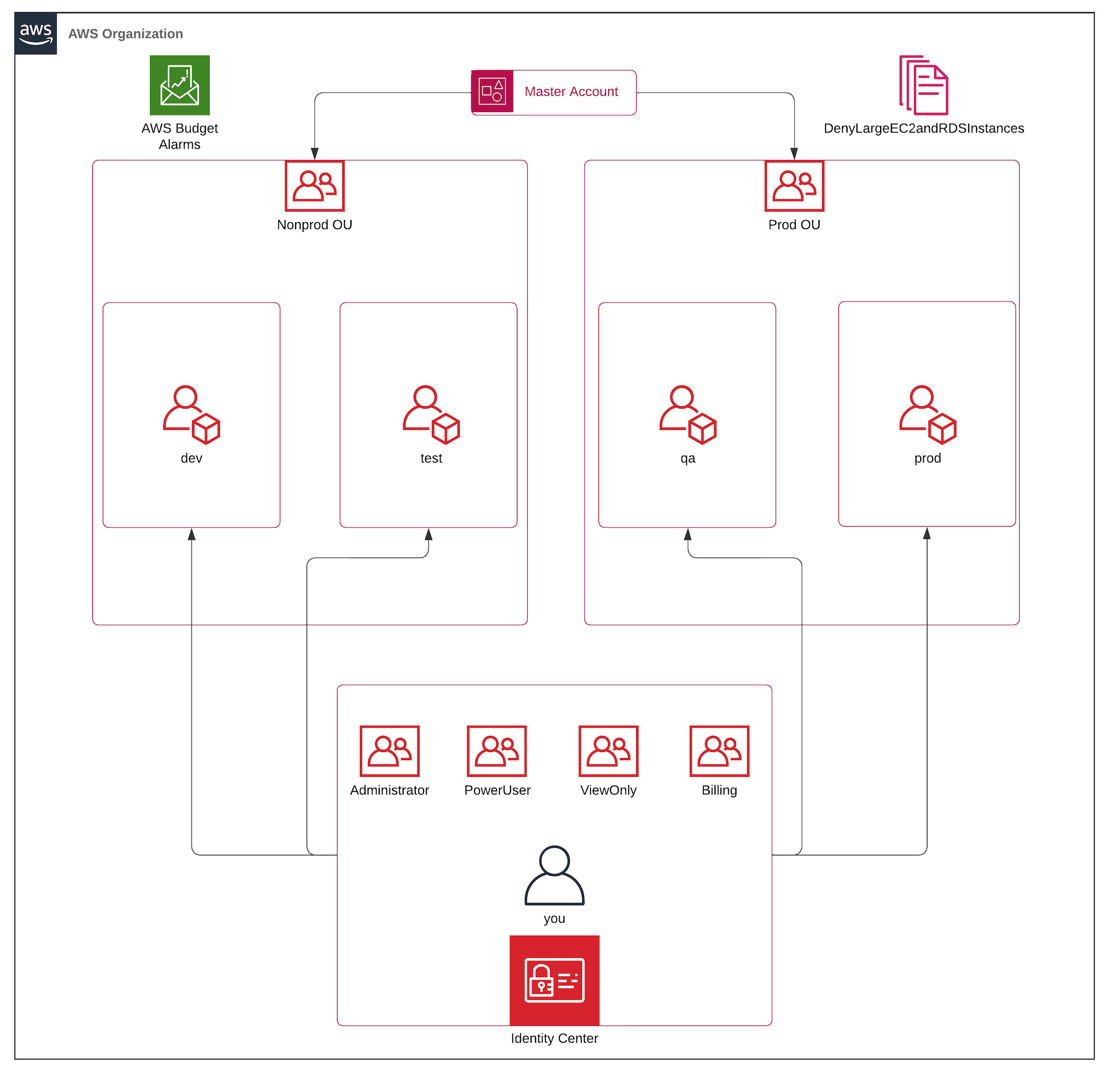 aws
AWS Organization
AWS Budget
Alarms
Master Account
DenyLargeEC2andRDSInstances
Nonprod OU
Prod OU
dev
test
qa
prod
Administrator
PowerUser
ViewOnly
Billing
you
Identity Center